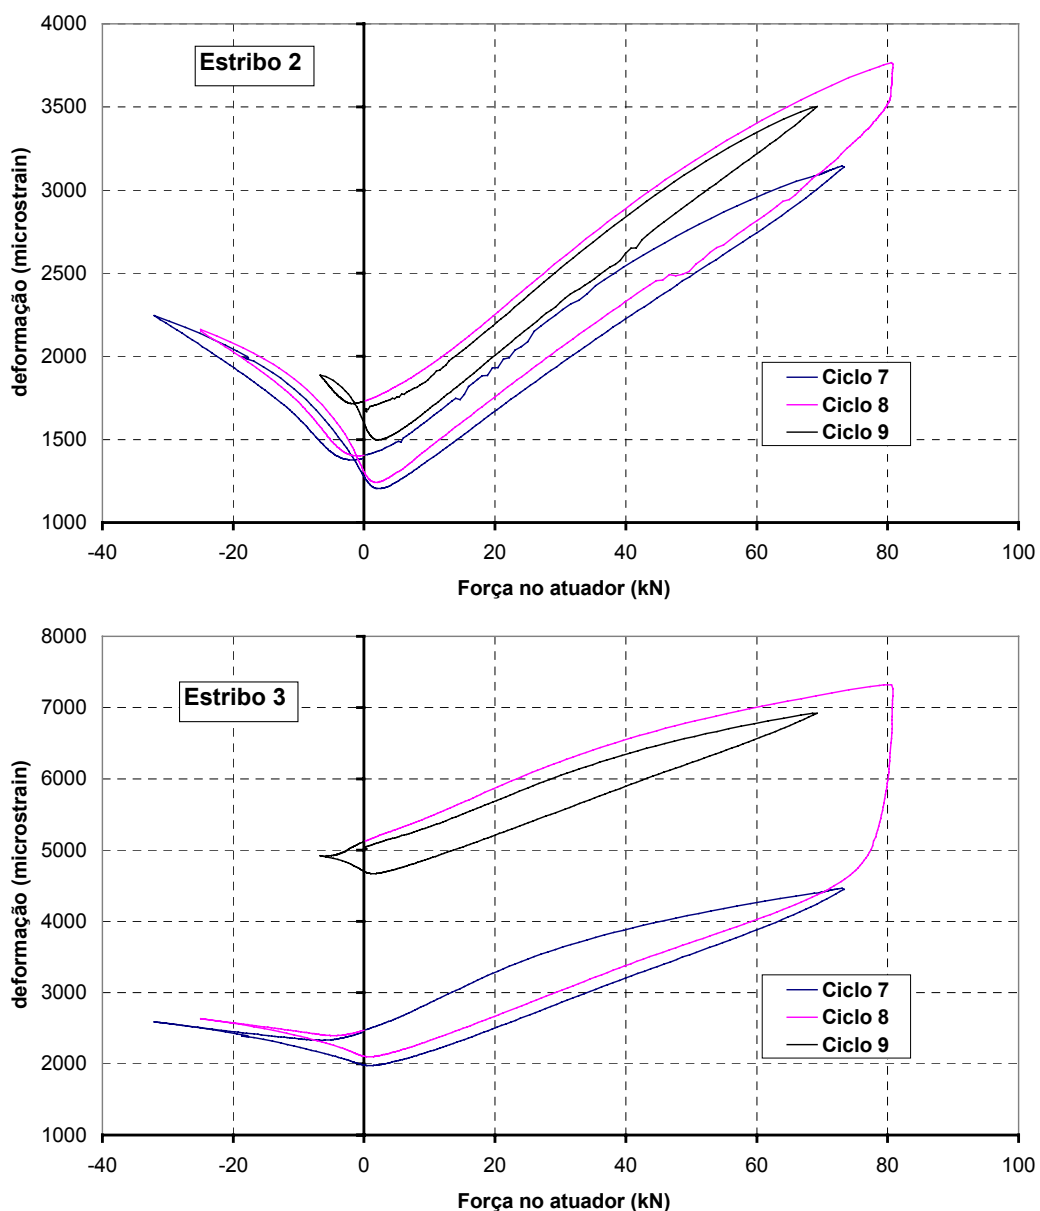 4000
3500
3000
2500
2000
1500
1000
deformação (microstrain)
Estribo 2
Ciclo 7
Ciclo 8
Ciclo 9
-40 -20 0 20 40 60 80 100
Força no atuador (kN)
8000
7000
6000
5000
4000
3000
2000
1000
deformação (microstrain)
Estribo 3
Ciclo 7
Ciclo 8
Ciclo 9
-40 -20 0 20 40 60 80 100
Força no atuador (kN)